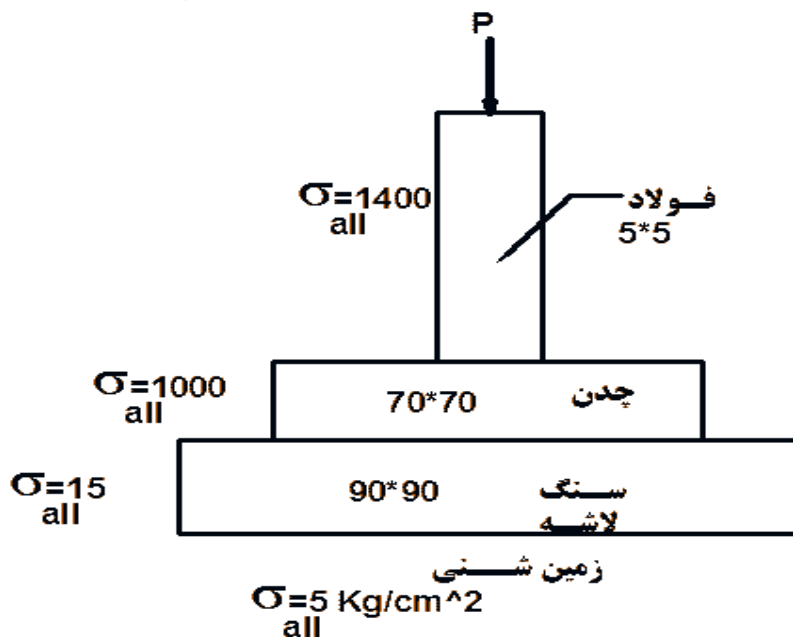 P
σ=1400
all
فولاد
5*5
σ=1000
all
70*70 چدن
σ=15
all
90*90 سنگ
لاشه
زمین شنی
σ=5 Kg/cm^2
all